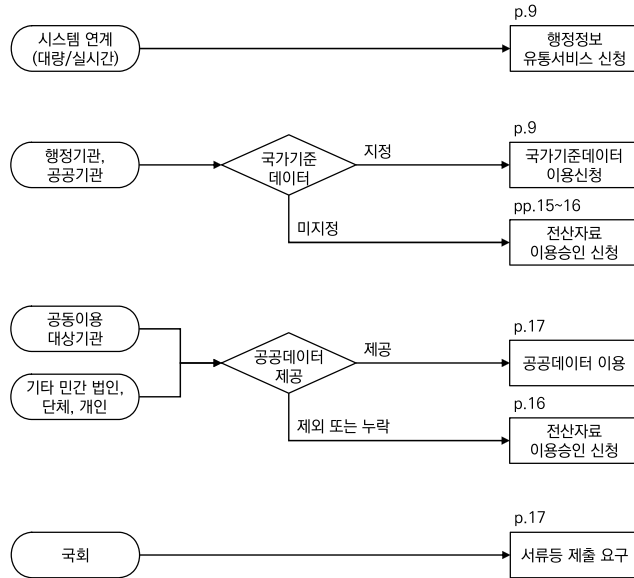 p.9
시스템 연계
(대량/실시간)
행정정보
유통서비스 신청
p.9
행정기관,
공공기관
국가기준
데이터
지정
국가기준데이터
이용신청
pp.15~16
미지정
전산자료
이용승인 신청
공동이용
대상기관
기타 민간 법인,
단체, 개인
공공데이터
제공
제공
p.17
공공데이터 이용
p.16
제외 또는 누락
전산자료
이용승인 신청
p.17
국회
서류등 제출 요구